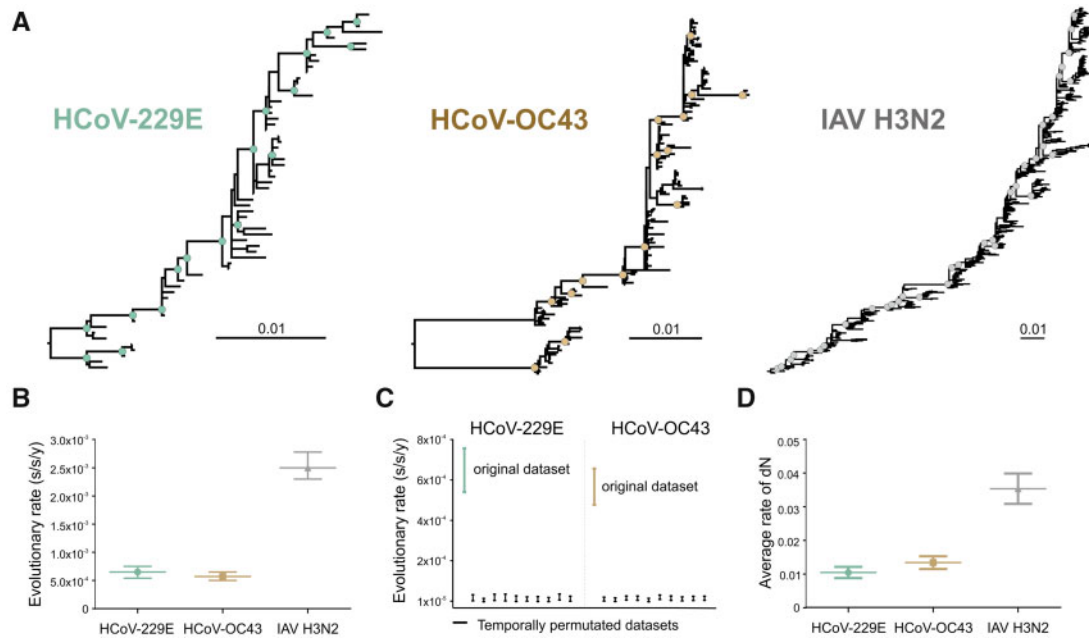 A
HCoV-229E
HCoV-OC43
IAV H3N2
0.01
0.01
0.01
B
C
D
Evolutionary rate (s/s/y)
3.0x10⁻³
2.5x10⁻³
2.0x10⁻³
1.5x10⁻³
1.0x10⁻³
5.0x10⁻⁴
0
HCoV-229E
HCoV-OC43
IAV H3N2
Evolutionary rate (s/s/y)
HCoV-229E
HCoV-OC43
8x10⁻⁴
6x10⁻⁴
4x10⁻⁴
2x10⁻⁴
1x10⁻⁵
original dataset
original dataset
Temporally permutated datasets
Average rate of dN
0.05
0.04
0.03
0.02
0.01
0
HCoV-229E
HCoV-OC43
IAV H3N2